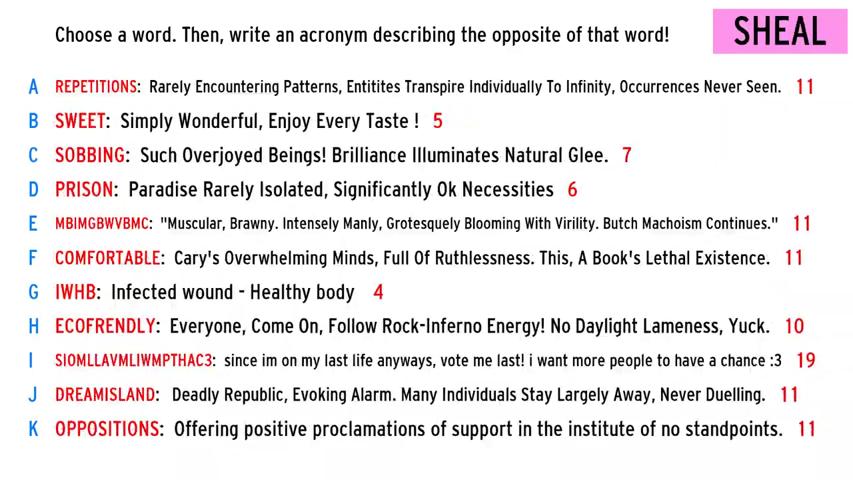 Choose a word. Then, write an acronym describing the opposite of that word!
SHEAL
A REPETITIONS: Rarely Encountering Patterns, Entitites Transpire Individually To Infinity, Occurrences Never Seen. 11
B SWEET: Simply Wonderful, Enjoy Every Taste ! 5
C SOBBING: Such Overjoyed Beings! Brilliance Illuminates Natural Glee. 7
D PRISON: Paradise Rarely Isolated, Significantly Ok Necessities 6
E MBIMGBWVBMC: "Muscular, Brawny. Intensely Manly, Grotesquely Blooming With Virility. Butch Machoism Continues." 11
F COMFORTABLE: Cary's Overwhelming Minds, Full Of Ruthlessness. This, A Book's Lethal Existence. 11
G IWHB: Infected wound - Healthy body 4
H ECOFRENDLY: Everyone, Come On, Follow Rock-Inferno Energy! No Daylight Lameness, Yuck. 10
I SIOMLLAVMLIWMPTHAC3: since im on my last life anyways, vote me last! i want more people to have a chance :3 19
J DREAMISLAND: Deadly Republic, Evoking Alarm. Many Individuals Stay Largely Away, Never Duelling. 11
K OPPOSITIONS: Offering positive proclamations of support in the institute of no standpoints. 11